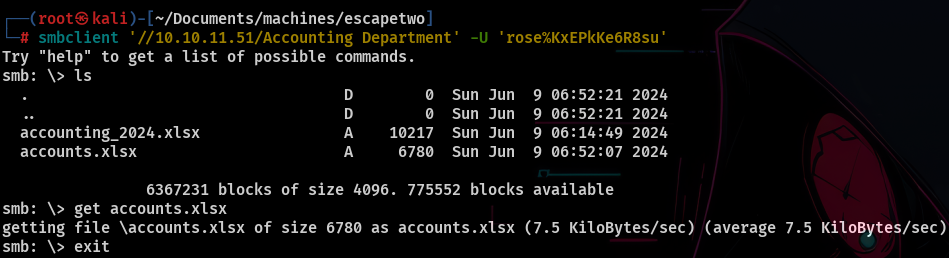 ┌──(root㉿kali)-[~/Documents/machines/escapetwo]
└─# smbclient '//10.10.11.51/Accounting Department' -U 'rose%KxEPkKe6R8su'
Try "help" to get a list of possible commands.
smb: \> ls
  .                                   D        0  Sun Jun  9 06:52:21 2024
  ..                                  D        0  Sun Jun  9 06:52:21 2024
  accounting_2024.xlsx                A    10217  Sun Jun  9 06:14:49 2024
  accounts.xlsx                       A     6780  Sun Jun  9 06:52:07 2024
                6367231 blocks of size 4096. 775552 blocks available
smb: \> get accounts.xlsx
getting file \accounts.xlsx of size 6780 as accounts.xlsx (7.5 KiloBytes/sec) (average 7.5 KiloBytes/sec)
smb: \> exit